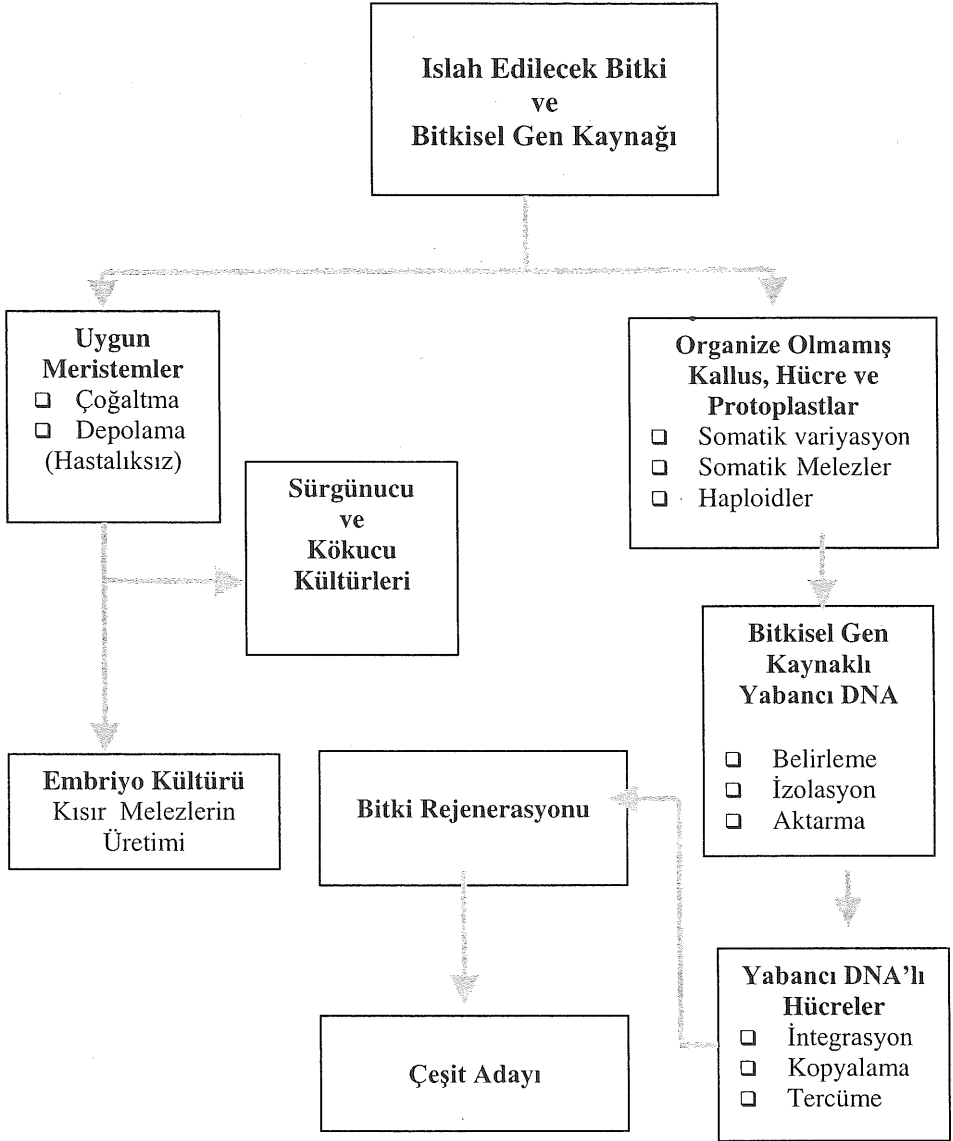 Islah Edilecek Bitki
ve
Bitkisel Gen Kaynağı
Uygun
Meristemler
❑ Çoğaltma
❑ Depolama
(Hastalıksız)
Sürgünucu
ve
Kökucu
Kültürleri
Embriyo Kültürü
Kısır Melezlerin
Üretimi
Organize Olmamış
Kallus, Hücre ve
Protoplastlar
❑ Somatik variyasyon
❑ Somatik Melezler
❑ Haploidler
Bitkisel Gen
Kaynaklı
Yabancı DNA
❑ Belirleme
❑ İzolasyon
❑ Aktarma
Yabancı DNA'lı
Hücreler
❑ İntegrasyon
❑ Kopyalama
❑ Tercüme
Bitki Rejenerasyonu
Çeşit Adayı